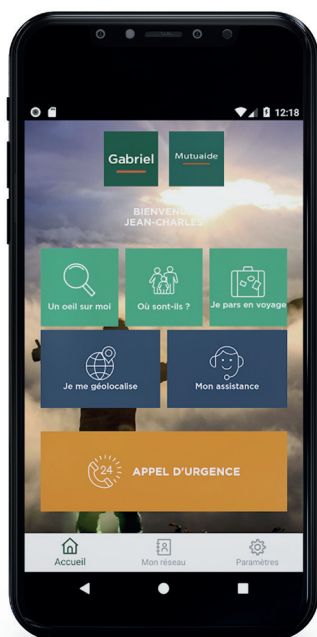 12:18
Gabriel
Mutuaide
BIENVENUE
JEAN-CHARLES
Un oeil sur moi
Où sont-ils ?
Je pars en voyage
Je me géolocalise
Mon assistance
24
APPEL D'URGENCE
Accueil
Mon réseau
Paramètres